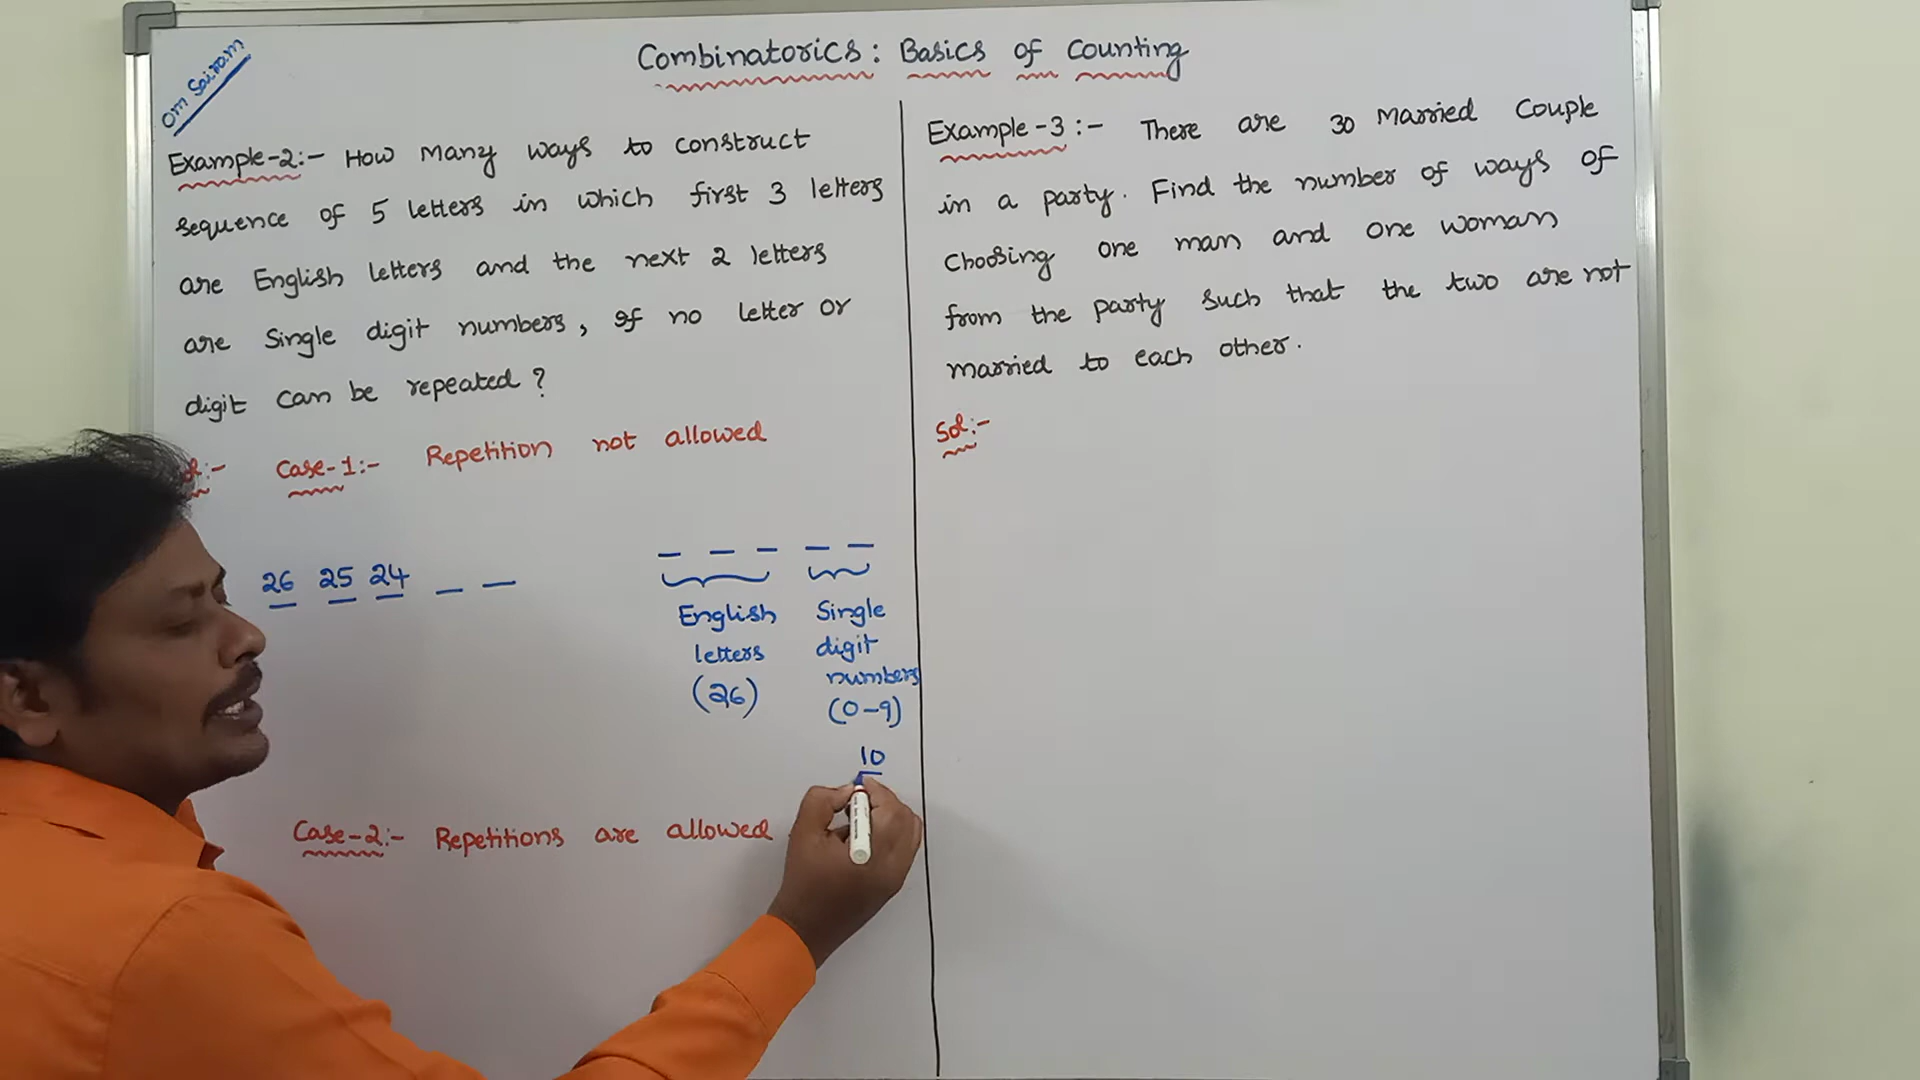 Om Sairam
Combinatorics: Basics of Counting
Example-2:- How many ways to construct
sequence of 5 letters in which first 3 letters
are English letters and the next 2 letters
are single digit numbers, if no letter or
digit can be repeated?
:- Case-1:- Repetition not allowed
26 25 24 _ _
_ _ _ _ _
English Single
letters digit
(26) numbers
(0-9)
10
Case-2:- Repetitions are allowed
Example-3:- There are 30 Married Couple
in a party. Find the number of ways of
choosing one man and one woman
from the party such that the two are not
married to each other.
Sol:-